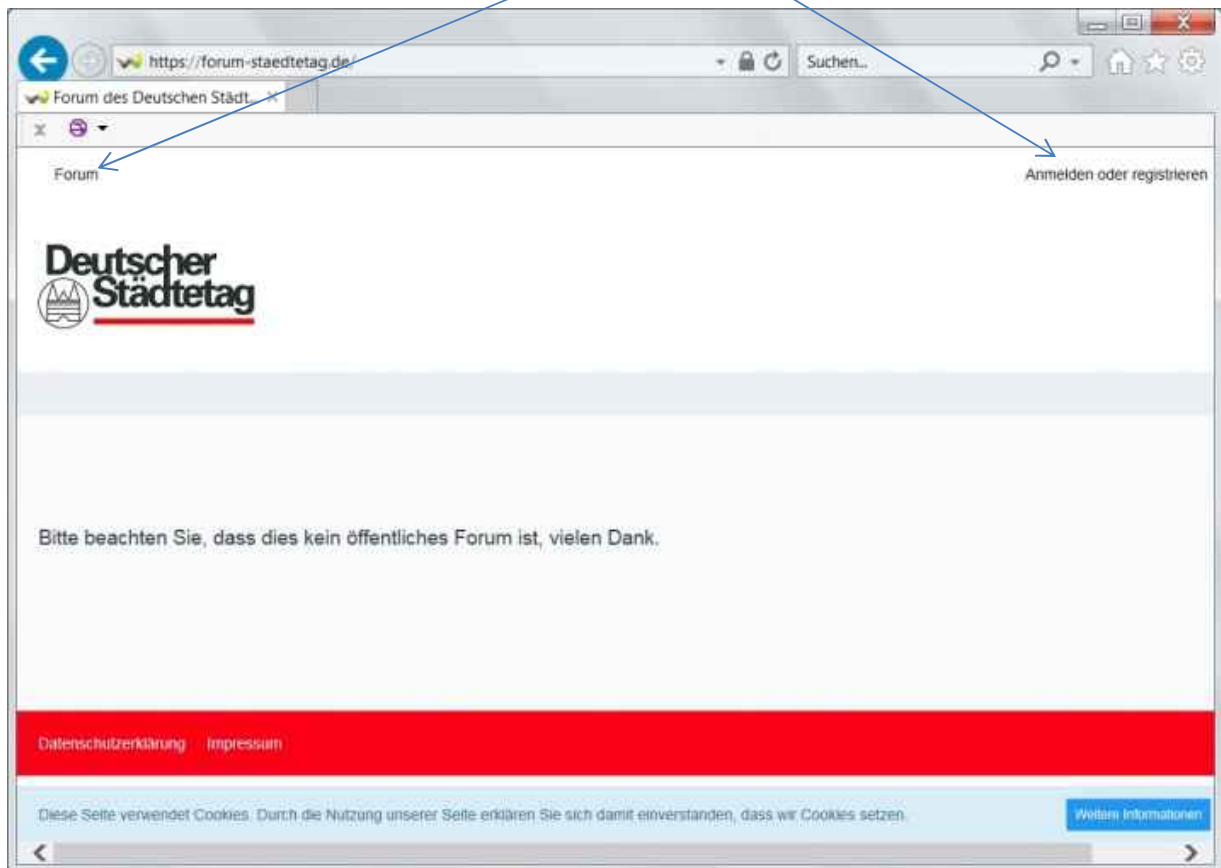 https://forum-staedtetag.de/
Suchen...
Forum des Deutschen Städt...
Forum
Anmelden oder registrieren
Deutscher
Städtetag
Bitte beachten Sie, dass dies kein öffentliches Forum ist, vielen Dank.
Datenschutzerklärung Impressum
Diese Seite verwendet Cookies. Durch die Nutzung unserer Seite erklären Sie sich damit einverstanden, dass wir Cookies setzen.
Weitere Informationen